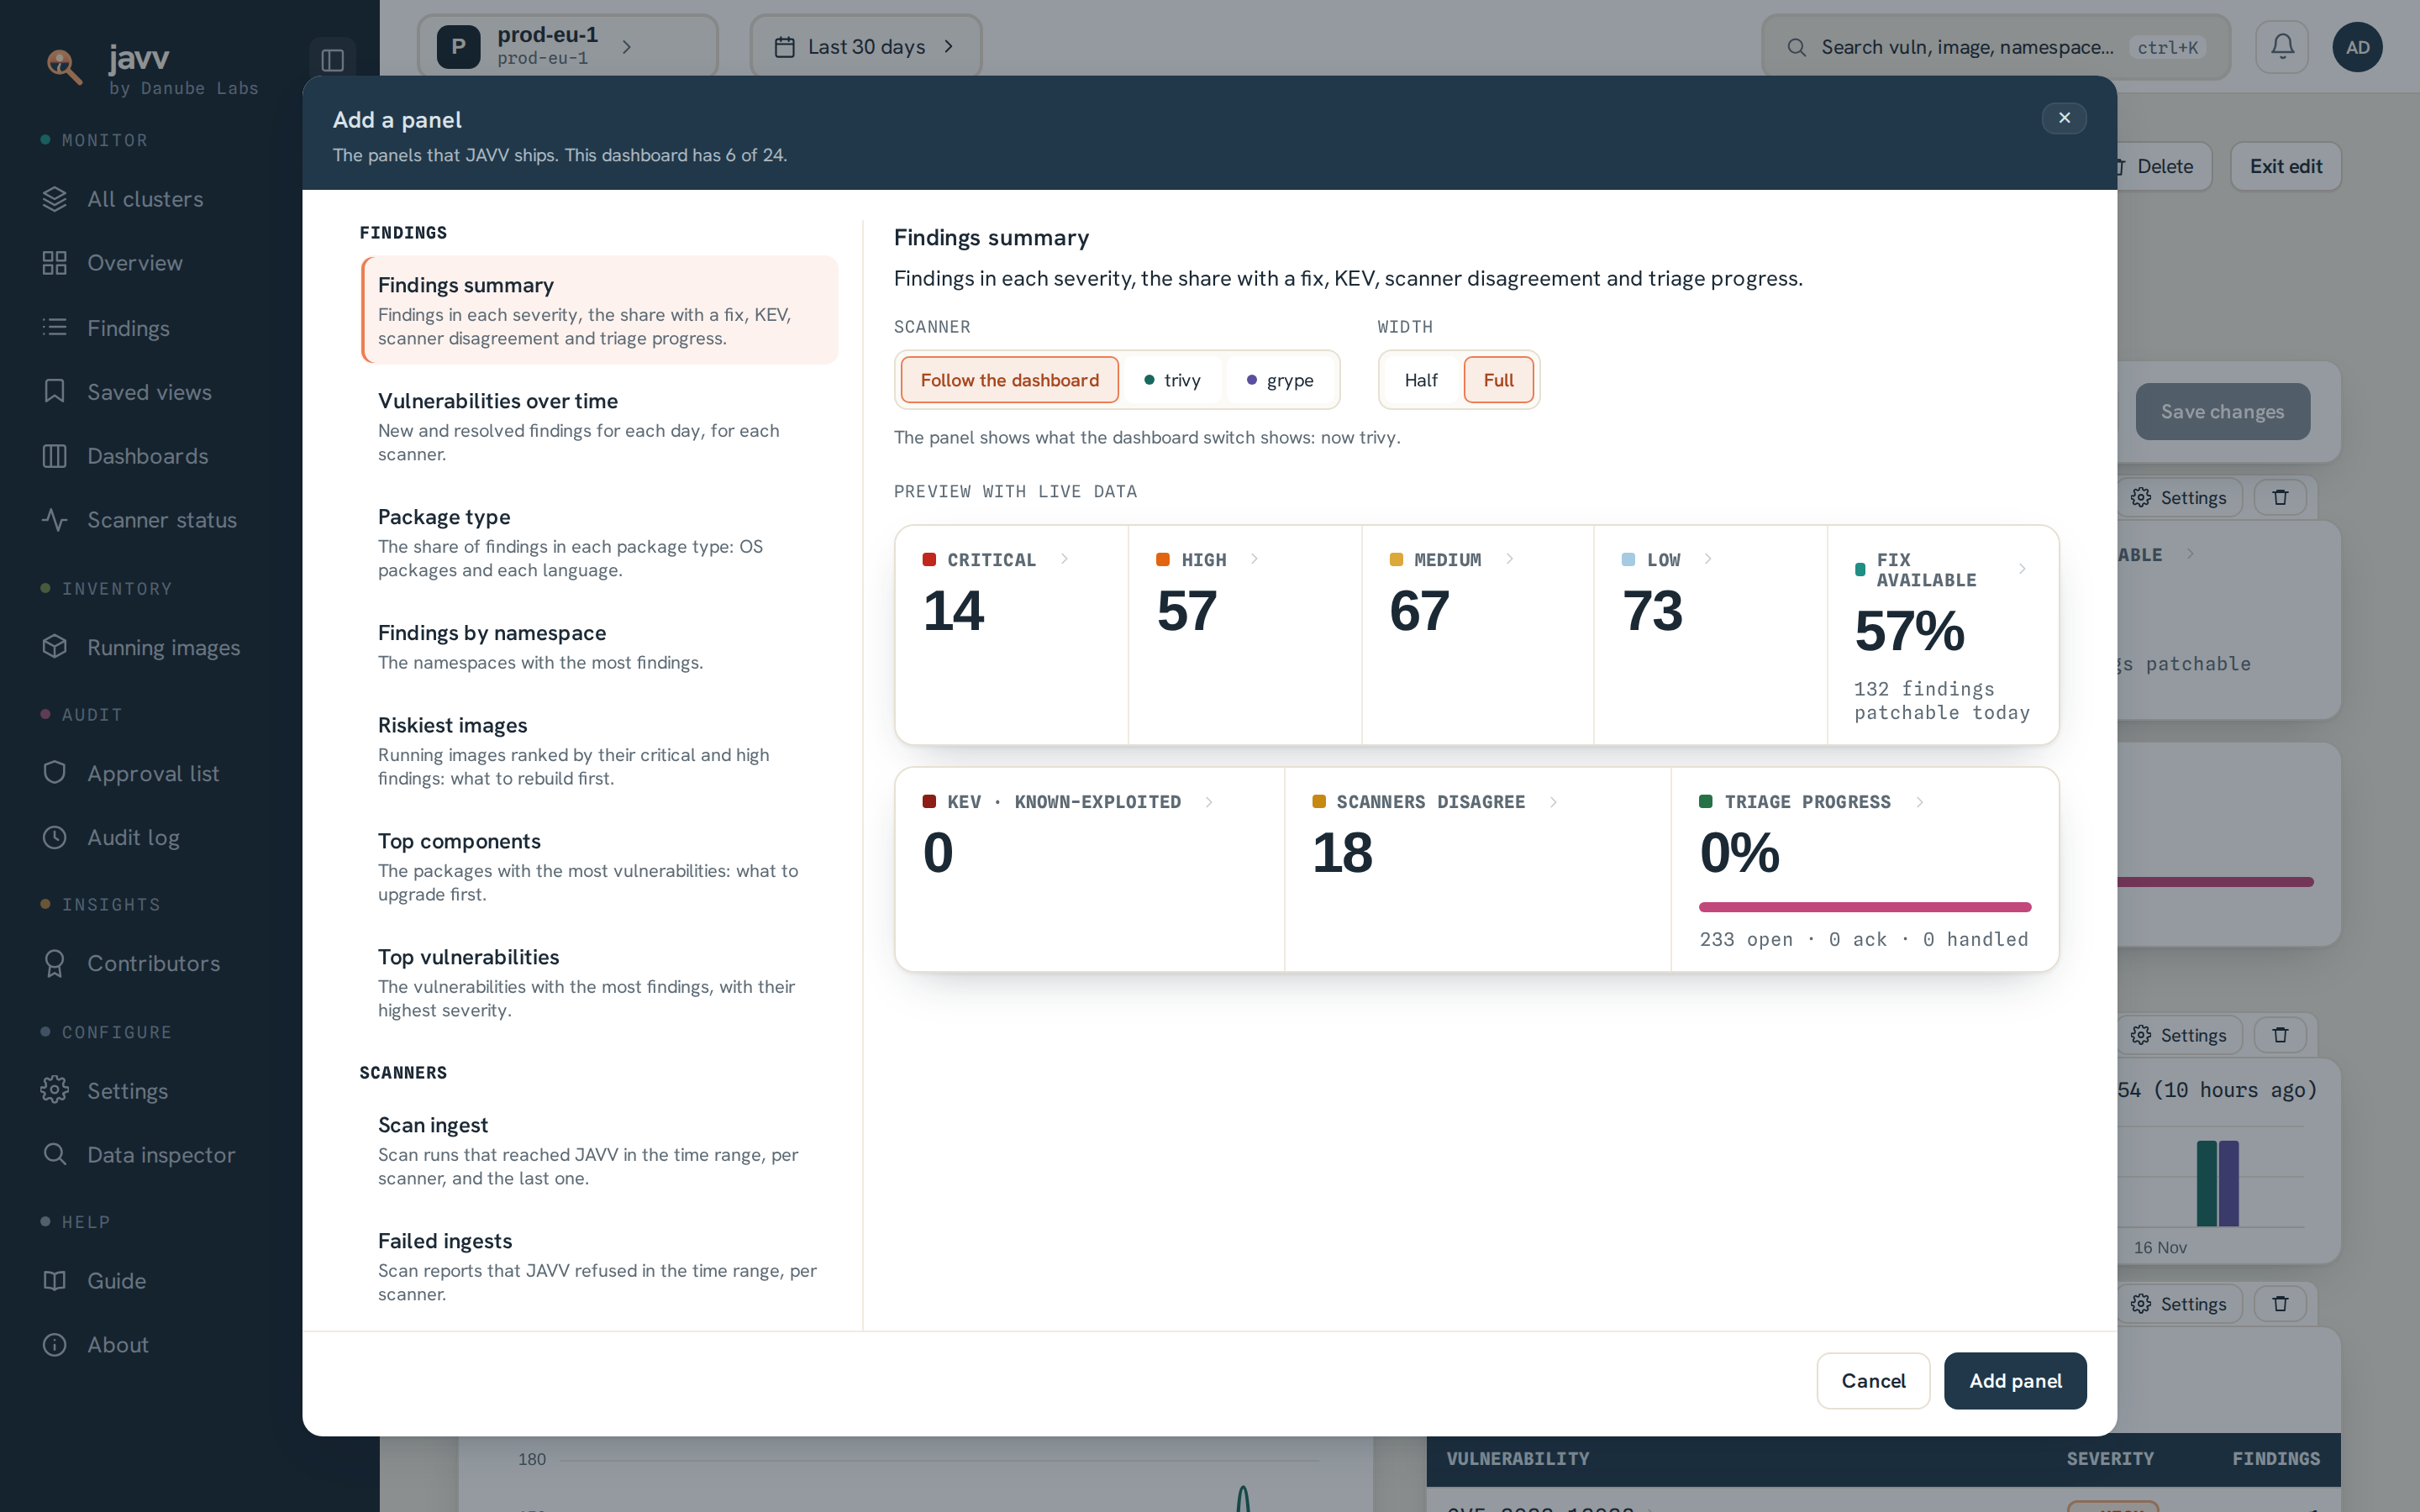 javv
by Danube Labs
MONITOR
All clusters
Overview
Findings
Saved views
Dashboards
Scanner status
INVENTORY
Running images
AUDIT
Approval list
Audit log
INSIGHTS
Contributors
CONFIGURE
Settings
Data inspector
HELP
Guide
About
P
prod-eu-1
prod-eu-1
Last 30 days
Search vuln, image, namespace...
ctrl+K
AD
Delete
Exit edit
Save changes
Add a panel
The panels that JAVV ships. This dashboard has 6 of 24.
FINDINGS
Findings summary
Findings in each severity, the share with a fix, KEV,
scanner disagreement and triage progress.
Vulnerabilities over time
New and resolved findings for each day, for each
scanner.
Package type
The share of findings in each package type: OS
packages and each language.
Findings by namespace
The namespaces with the most findings.
Riskiest images
Running images ranked by their critical and high
findings: what to rebuild first.
Top components
The packages with the most vulnerabilities: what to
upgrade first.
Top vulnerabilities
The vulnerabilities with the most findings, with their
highest severity.
SCANNERS
Scan ingest
Scan runs that reached JAVV in the time range, per
scanner, and the last one.
Failed ingests
Scan reports that JAVV refused in the time range, per
scanner.
Findings summary
Findings in each severity, the share with a fix, KEV, scanner disagreement and triage progress.
SCANNER
WIDTH
Follow the dashboard
trivy
grype
Half
Full
The panel shows what the dashboard switch shows: now trivy.
PREVIEW WITH LIVE DATA
CRITICAL
14
HIGH
57
MEDIUM
67
LOW
73
FIX
AVAILABLE
57%
132 findings
patchable today
KEV · KNOWN-EXPLOITED
0
SCANNERS DISAGREE
18
TRIAGE PROGRESS
0%
233 open · 0 ack · 0 handled
Cancel
Add panel
Settings
patchable
Settings
54 (10 hours ago)
16 Nov
Settings
180
VULNERABILITY
SEVERITY
FINDINGS